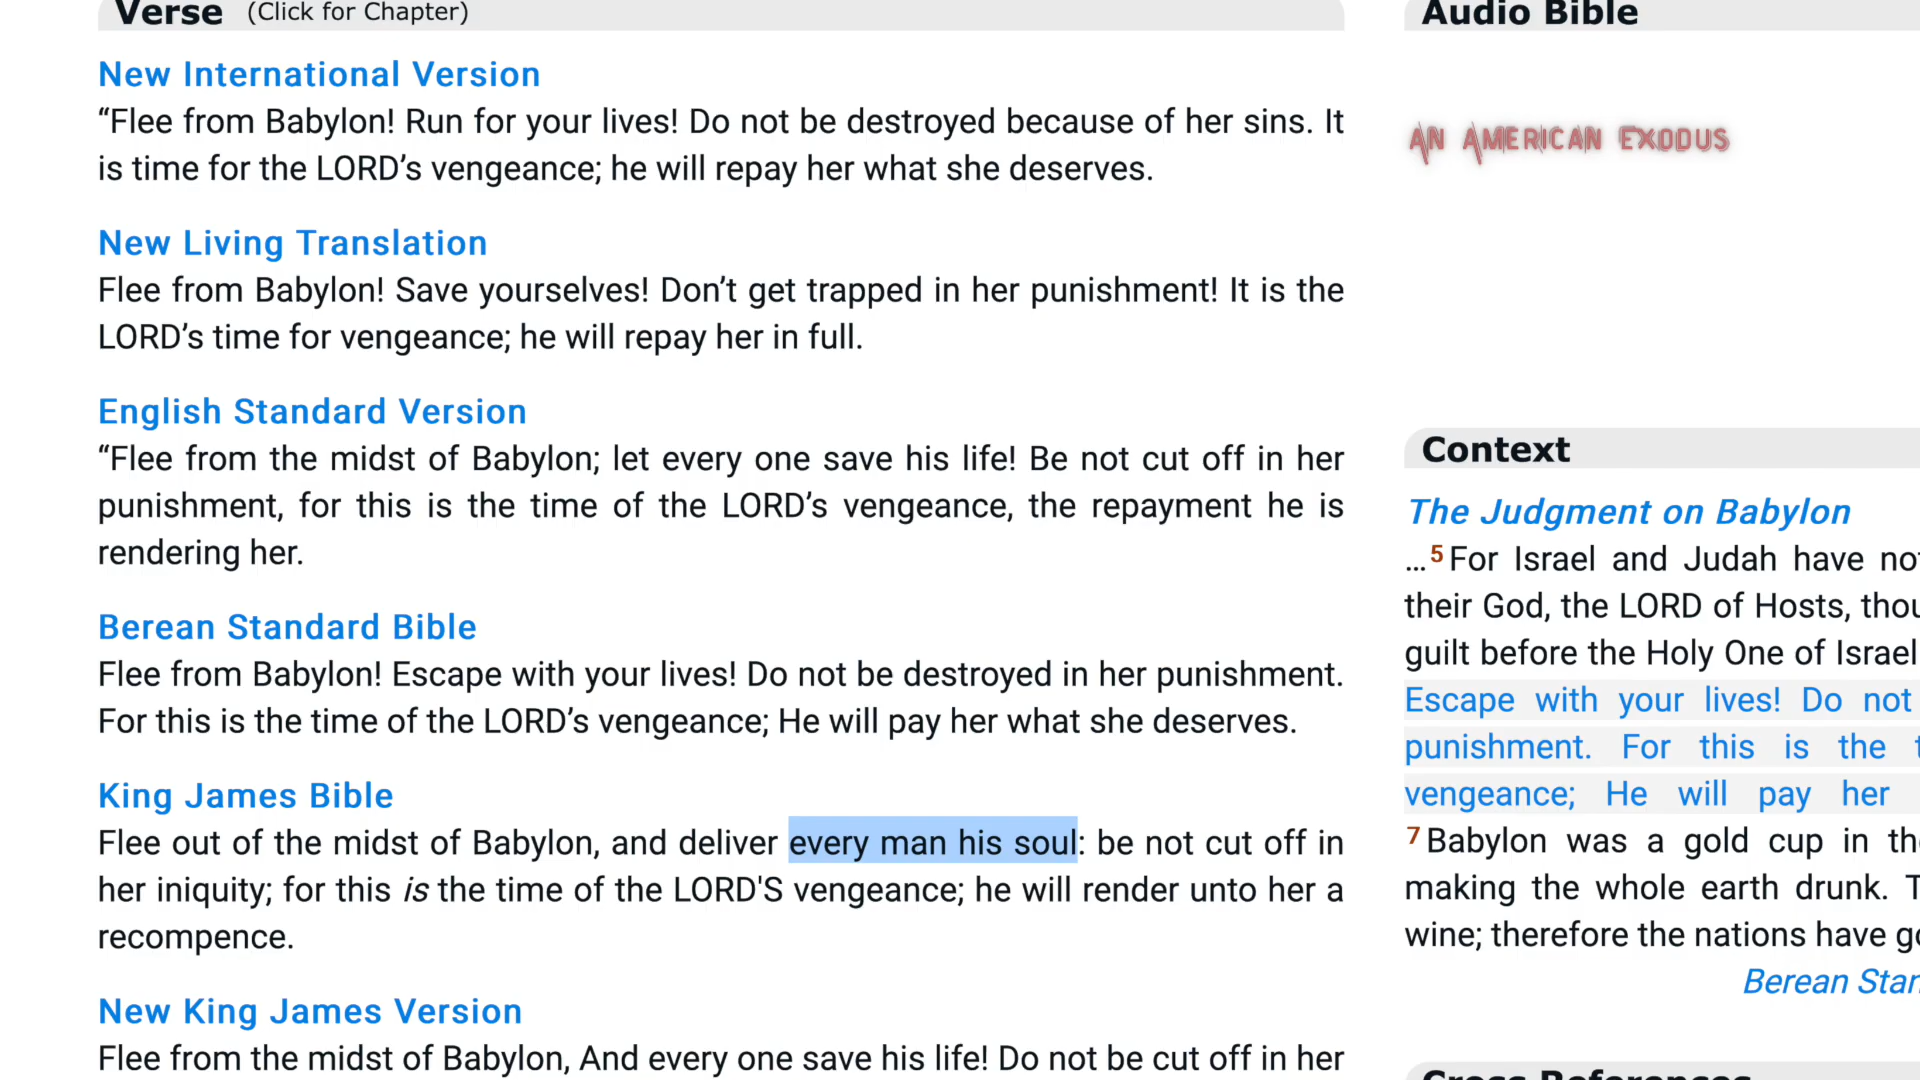 Verse (Click for Chapter)
New International Version
“Flee from Babylon! Run for your lives! Do not be destroyed because of her sins. It
is time for the LORD’s vengeance; he will repay her what she deserves.
New Living Translation
Flee from Babylon! Save yourselves! Don’t get trapped in her punishment! It is the
LORD’s time for vengeance; he will repay her in full.
English Standard Version
“Flee from the midst of Babylon; let every one save his life! Be not cut off in her
punishment, for this is the time of the LORD’s vengeance, the repayment he is
rendering her.
Berean Standard Bible
Flee from Babylon! Escape with your lives! Do not be destroyed in her punishment.
For this is the time of the LORD’s vengeance; He will pay her what she deserves.
King James Bible
Flee out of the midst of Babylon, and deliver every man his soul: be not cut off in
her iniquity; for this is the time of the LORD'S vengeance; he will render unto her a
recompence.
New King James Version
Flee from the midst of Babylon, And every one save his life! Do not be cut off in her
Audio Bible
AN AMERICAN EXODUS
Context
The Judgment on Babylon
...5 For Israel and Judah have
their God, the LORD of Hosts,
guilt before the Holy One of Israel
Escape with your lives! Do not
punishment. For this is the
vengeance; He will pay her
7 Babylon was a gold cup in
making the whole earth drunk.
wine; therefore the nations have
Berean
Cross References